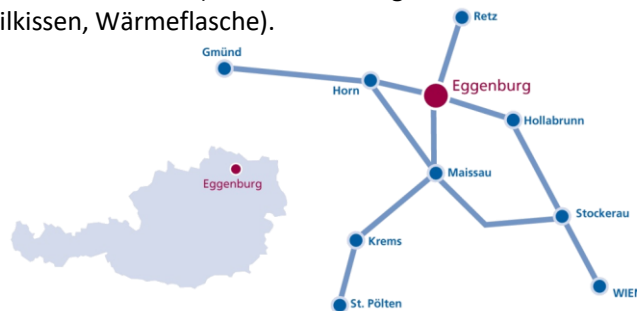 ilkissen, Wärmeflasche).
Retz
Gmünd
Horn
Eggenburg
Hollabrunn
Eggenburg
Maissau
Stockerau
Krems
WIEN
St. Pölten